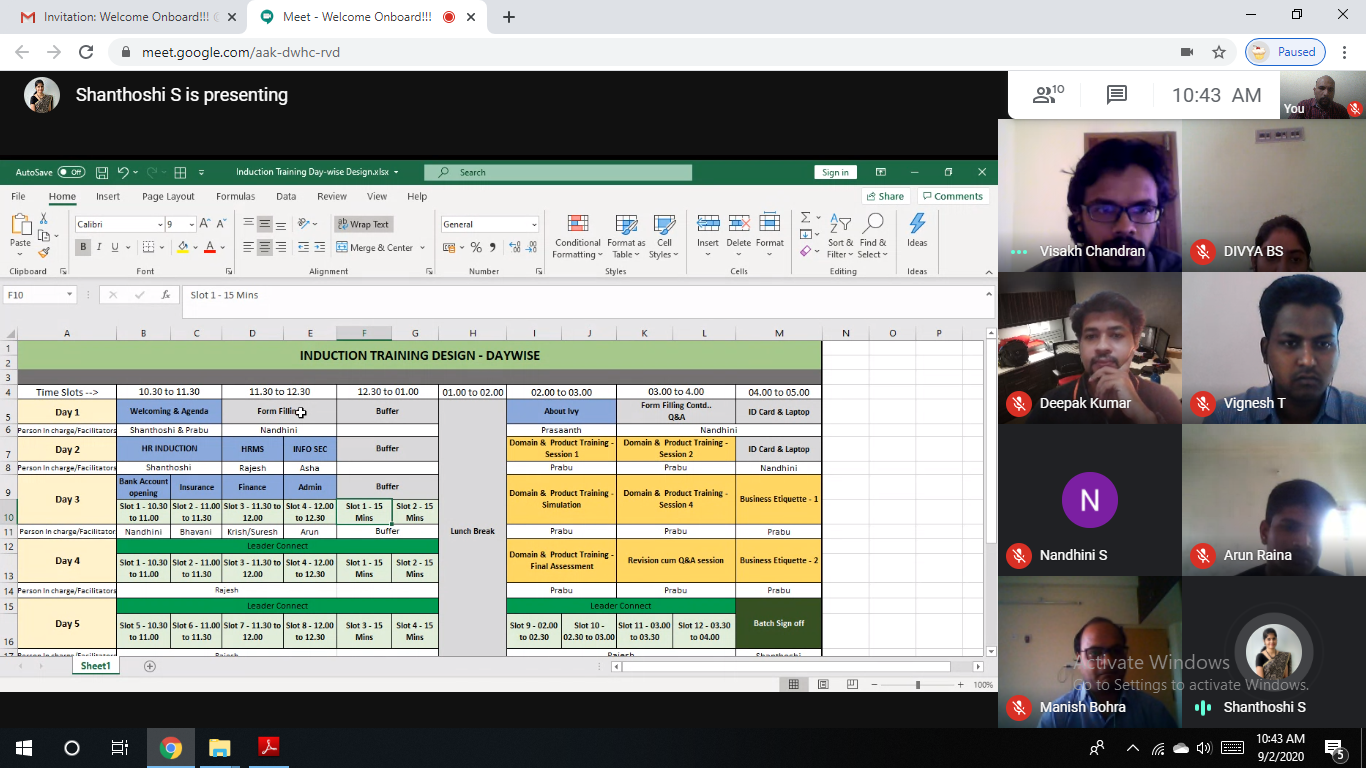 Invitation: Welcome Onboard!!!
Meet - Welcome Onboard!!!
meet.google.com/aak-dwhc-rvd
Paused
Shanthoshi S is presenting
10
10:43 AM
You
AutoSave Off
Induction Training Day-wise Design.xlsx
Search
Sign in
File Home Insert Page Layout Formulas Data Review View Help
Share Comments
Paste
Calibri 9
B I U
Wrap Text
Merge & Center
General
Conditional Formatting
Format as Table
Cell Styles
Insert Delete Format
Sort & Filter
Find & Select
Ideas
Clipboard Font Alignment Number Styles Cells Editing Ideas
F10
fx
Slot 1 - 15 Mins
A B C D E F G H I J K L M N O P
1
2
INDUCTION TRAINING DESIGN - DAYWISE
3
4 Time Slots --> 10.30 to 11.30 11.30 to 12.30 12.30 to 01.00 01.00 to 02.00 02.00 to 03.00 03.00 to 4.00 04.00 to 05.00
5 Day 1 Welcoming & Agenda Form Filling Buffer About Ivy Form Filling Contd.. Q&A ID Card & Laptop
6 Person In charge/Facilitators Shanthoshi & Prabu Nandhini Prasaanth Nandhini
7 Day 2 HR INDUCTION HRMS INFO SEC Buffer Domain & Product Training - Session 1 Domain & Product Training - Session 2 ID Card & Laptop
8 Person In charge/Facilitators Shanthoshi Rajesh Asha Prabu Prabu Nandhini
9 Day 3 Bank Account opening Insurance Finance Admin Buffer Domain & Product Training - Simulation Domain & Product Training - Session 4 Business Etiquette - 1
10 Slot 1 - 10.30 to 11.00 Slot 2 - 11.00 to 11.30 Slot 3 - 11.30 to 12.00 Slot 4 - 12.00 to 12.30 Slot 1 - 15 Mins Slot 2 - 15 Mins
11 Person In charge/Facilitators Nandhini Bhavani Krish/Suresh Arun Buffer Lunch Break Prabu Prabu Prabu
12 Day 4 Leader Connect Domain & Product Training - Final Assessment Revision cum Q&A session Business Etiquette - 2
13 Slot 1 - 10.30 to 11.00 Slot 2 - 11.00 to 11.30 Slot 3 - 11.30 to 12.00 Slot 4 - 12.00 to 12.30 Slot 1 - 15 Mins Slot 2 - 15 Mins
14 Person In charge/Facilitators Rajesh Prabu Prabu Prabu
15 Day 5 Leader Connect Leader Connect Batch Sign off
16 Slot 5 - 10.30 to 11.00 Slot 6 - 11.00 to 11.30 Slot 7 - 11.30 to 12.00 Slot 8 - 12.00 to 12.30 Slot 3 - 15 Mins Slot 4 - 15 Mins Slot 9 - 02.00 to 02.30 Slot 10 - 02.30 to 03.00 Slot 11 - 03.00 to 03.30 Slot 12 - 03.30 to 04.00
Sheet1
100%
Visakh Chandran
DIVYA BS
Deepak Kumar
Vignesh T
N
Nandhini S
Arun Raina
Manish Bohra
Shanthoshi S
Activate Windows
Go to Settings to activate Windows.
10:43 AM
9/2/2020
5